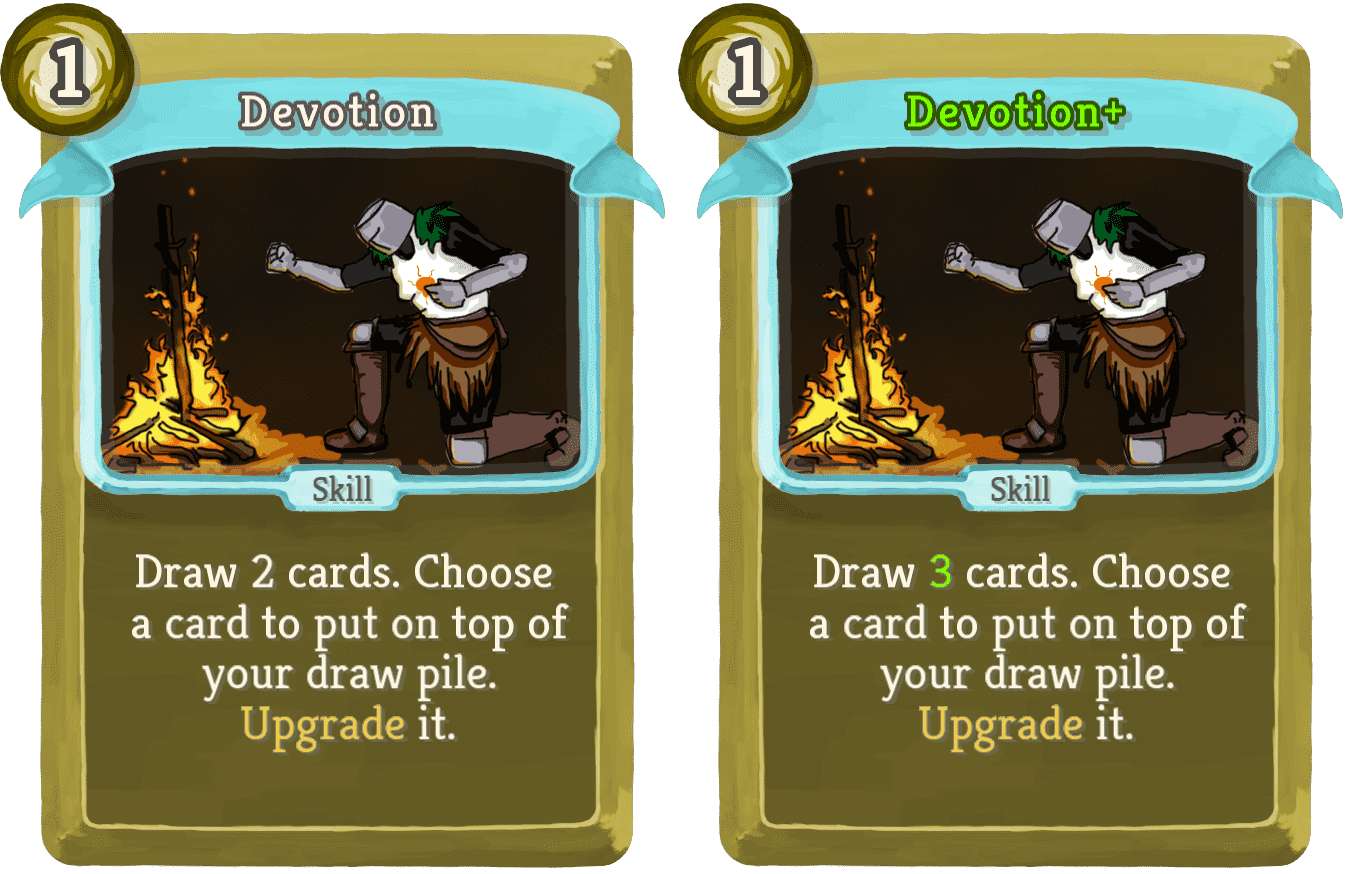 1
Devotion
Skill
Draw 2 cards. Choose
a card to put on top of
your draw pile.
Upgrade it.
1
Devotion+
Skill
Draw 3 cards. Choose
a card to put on top of
your draw pile.
Upgrade it.